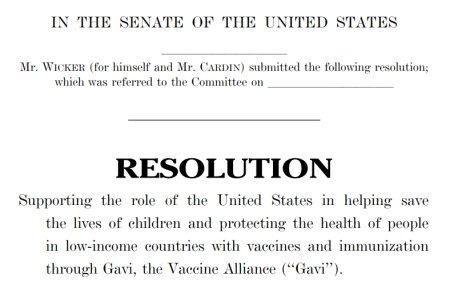 IN THE SENATE OF THE UNITED STATES
Mr. WICKER (for himself and Mr. CARDIN) submitted the following resolution;
which was referred to the Committee on
RESOLUTION
Supporting the role of the United States in helping save
the lives of children and protecting the health of people
in low-income countries with vaccines and immunization
through Gavi, the Vaccine Alliance (‘‘Gavi’’).